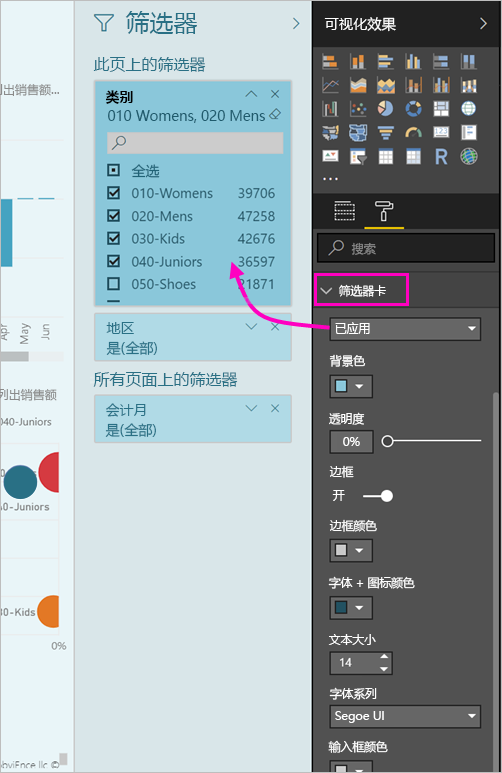 筛选器
此页上的筛选器
类别
010 Womens, 020 Mens
全选
010-Womens 39706
020-Mens 47258
030-Kids 42676
040-Juniors 36597
050-Shoes 21871
地区
是(全部)
所有页面上的筛选器
会计月
是(全部)
列出销售额...
Apr
May
Jun
列出销售额
040-Juniors
0-Juniors
0-Kids
0%
obviEnce llc ©
可视化效果
R
...
搜索
筛选器卡
已应用
背景色
透明度
0%
边框
开
边框颜色
字体 + 图标颜色
文本大小
14
字体系列
Segoe UI
输入框颜色